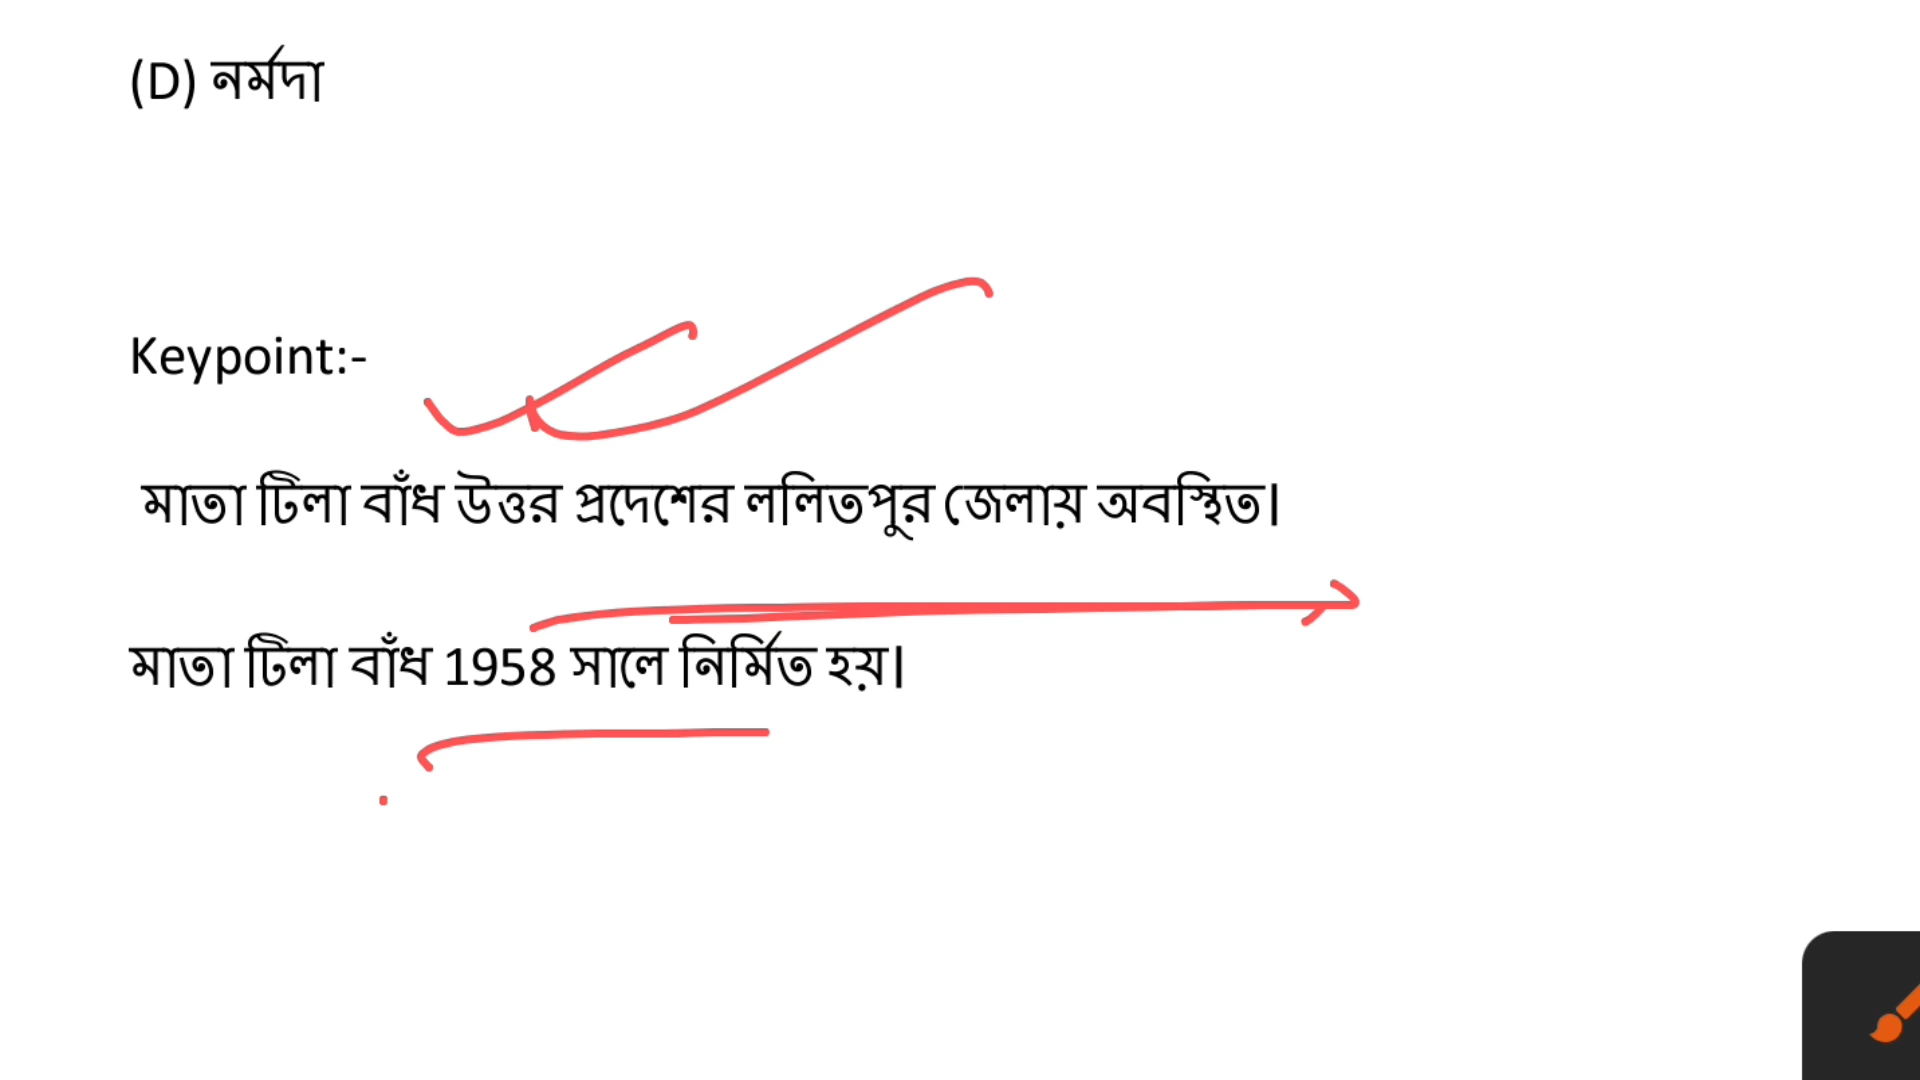 (D) নর্মদা
Keypoint:-
মাতা টিলা বাঁধ উত্তর প্রদেশের ললিতপুর জেলায় অবস্থিত।
মাতা টিলা বাঁধ 1958 সালে নির্মিত হয়।